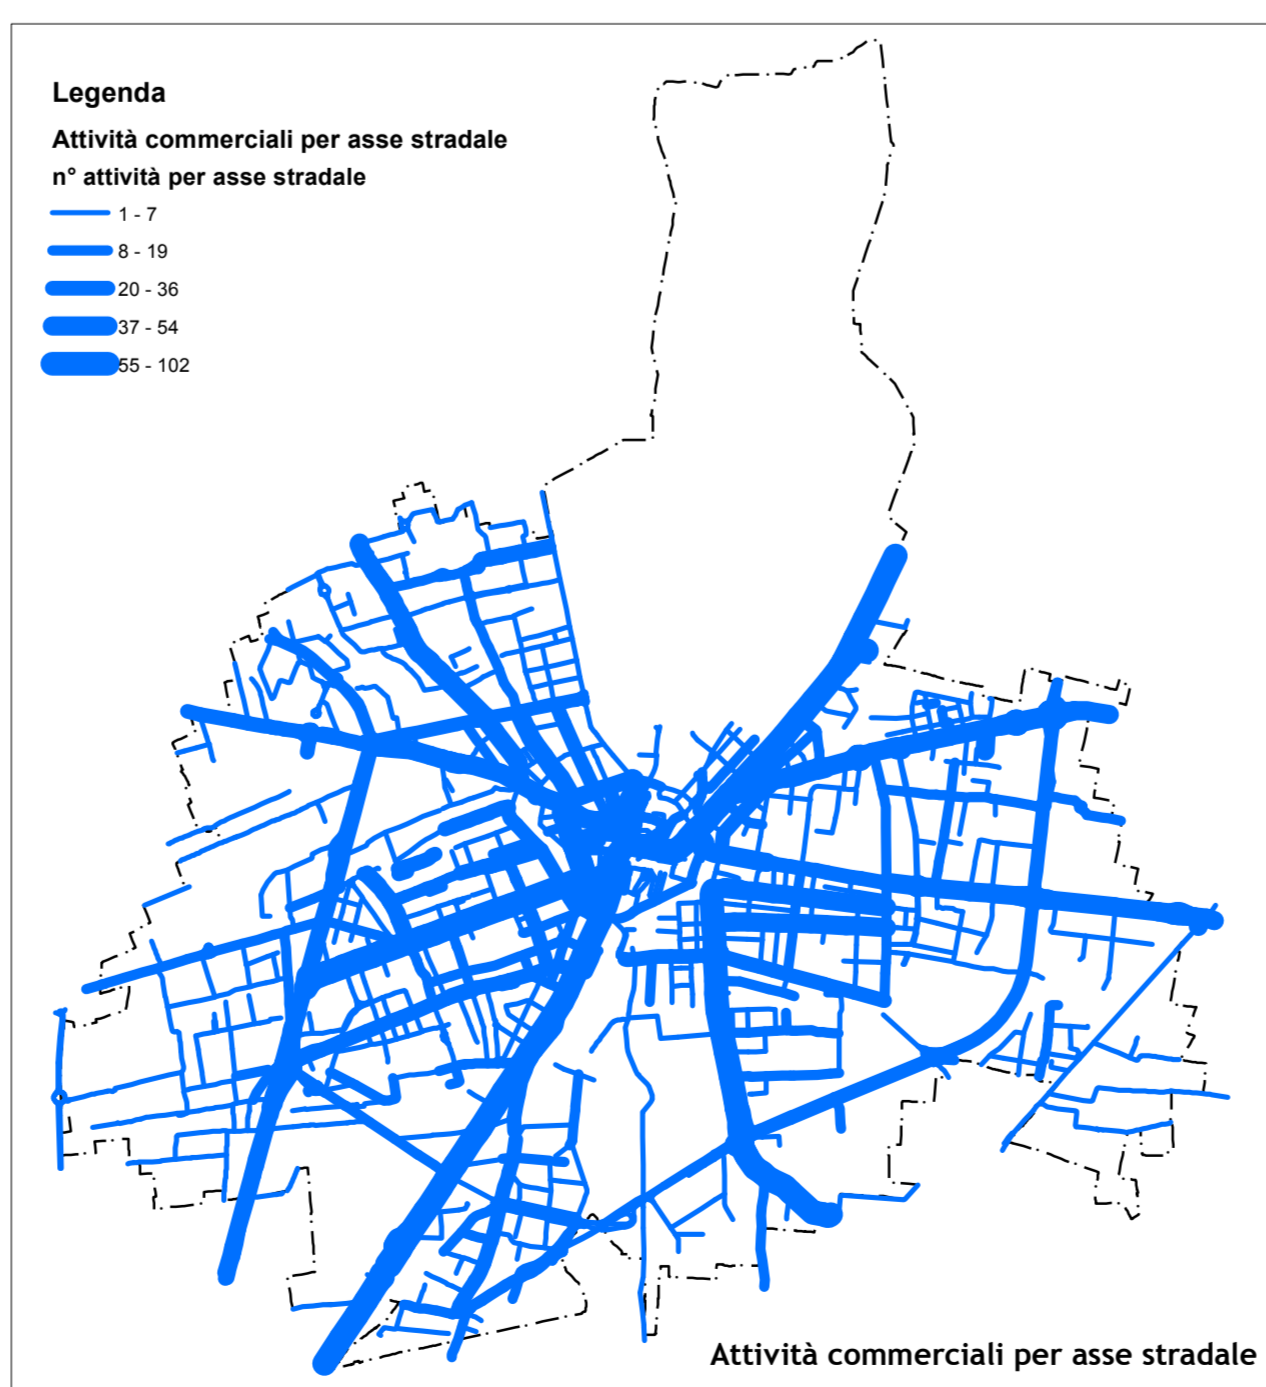 Legenda
Attività commerciali per asse stradale
n° attività per asse stradale
1 - 7
8 - 19
20 - 36
37 - 54
55 - 102
Attività commerciali per asse stradale